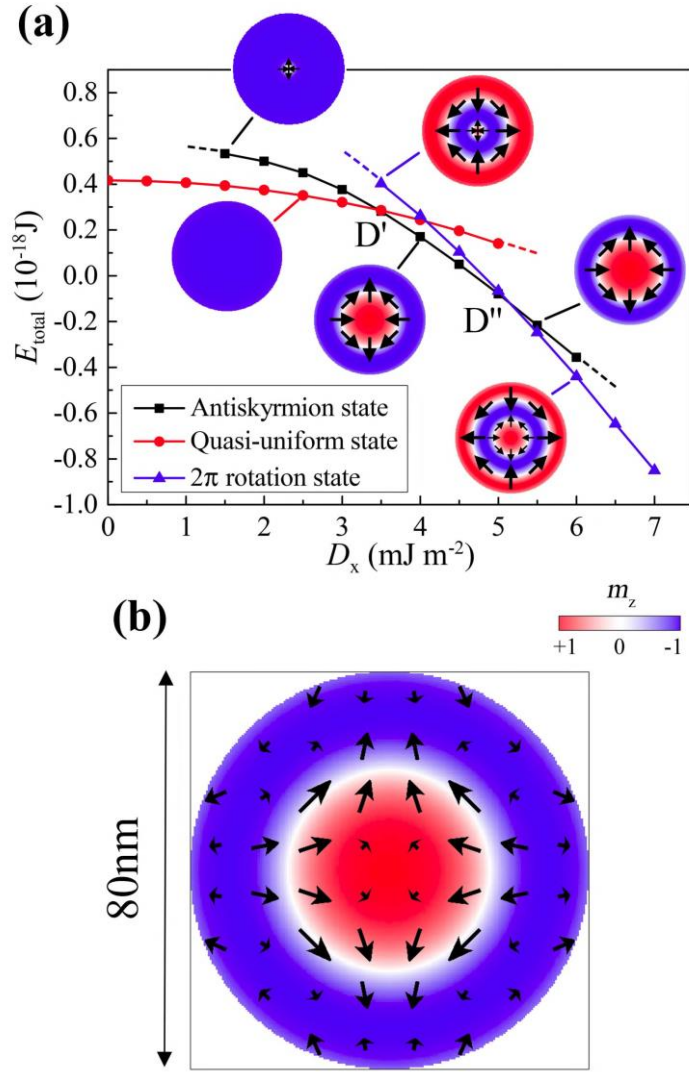 (a)
0.8
0.6
0.4
0.2
0.0
-0.2
-0.4
-0.6
-0.8
-1.0
E_total (10^-18 J)
D'
D''
Antiskyrmion state
Quasi-uniform state
2π rotation state
0 1 2 3 4 5 6 7
D_x (mJ m^-2)
(b)
m_z
+1 0 -1
80nm